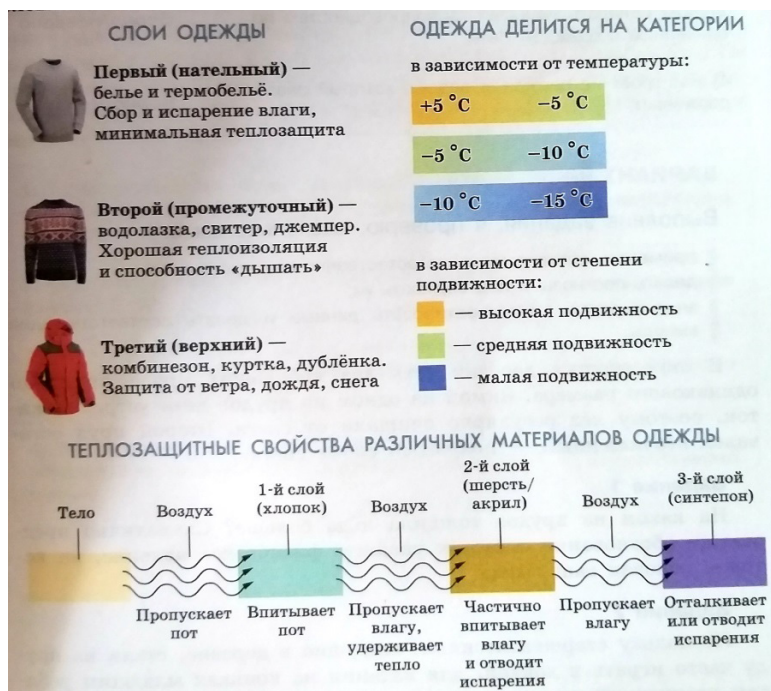 СЛОИ ОДЕЖДЫ
Первый (нательный) —
белье и термобельё.
Сбор и испарение влаги,
минимальная теплозащита
Второй (промежуточный) —
водолазка, свитер, джемпер.
Хорошая теплоизоляция
и способность «дышать»
Третий (верхний) —
комбинезон, куртка, дублёнка.
Защита от ветра, дождя, снега
ОДЕЖДА ДЕЛИТСЯ НА КАТЕГОРИИ
в зависимости от температуры:
+5 °C –5 °C
–5 °C –10 °C
–10 °C –15 °C
в зависимости от степени
подвижности:
— высокая подвижность
— средняя подвижность
— малая подвижность
ТЕПЛОЗАЩИТНЫЕ СВОЙСТВА РАЗЛИЧНЫХ МАТЕРИАЛОВ ОДЕЖДЫ
Тело
Воздух
1-й слой
(хлопок)
Воздух
2-й слой
(шерсть/
акрил)
Воздух
3-й слой
(синтепон)
Пропускает
пот
Впитывает
пот
Пропускает
влагу,
удерживает
тепло
Частично
впитывает
влагу
и отводит
испарения
Пропускает
влагу
Отталкивает
или отводит
испарения